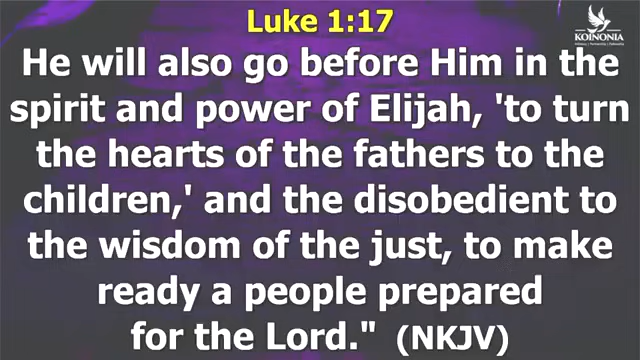 Luke 1:17
KOINONIA
He will also go before Him in the
spirit and power of Elijah, 'to turn
the hearts of the fathers to the
children,' and the disobedient to
the wisdom of the just, to make
ready a people prepared
for the Lord." (NKJV)